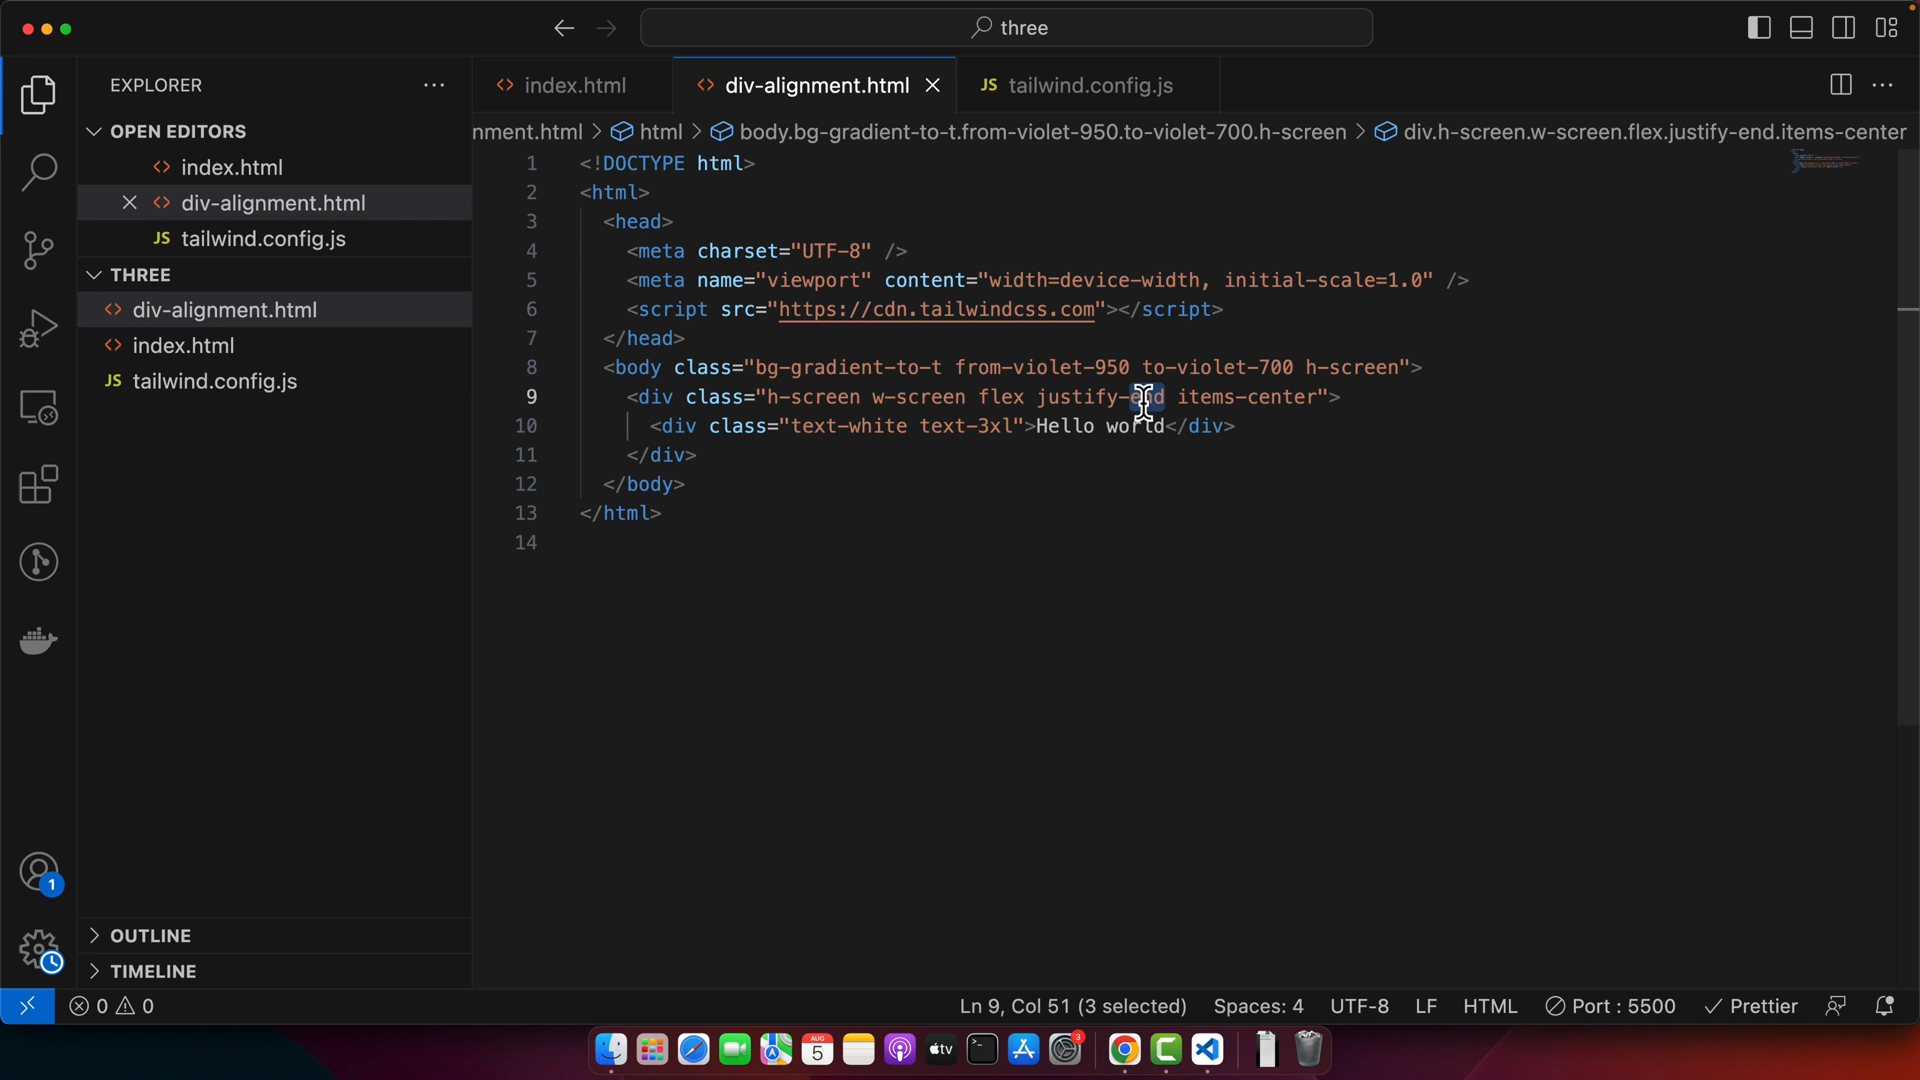 three
EXPLORER
OPEN EDITORS
index.html
div-alignment.html
JS tailwind.config.js
THREE
div-alignment.html
index.html
JS tailwind.config.js
OUTLINE
TIMELINE
1
index.html
div-alignment.html
JS tailwind.config.js
nment.html > html > body.bg-gradient-to-t.from-violet-950.to-violet-700.h-screen > div.h-screen.w-screen.flex.justify-end.items-center
1 <!DOCTYPE html>
2 <html>
3 <head>
4 <meta charset="UTF-8" />
5 <meta name="viewport" content="width=device-width, initial-scale=1.0" />
6 <script src="https://cdn.tailwindcss.com"></script>
7 </head>
8 <body class="bg-gradient-to-t from-violet-950 to-violet-700 h-screen">
9 <div class="h-screen w-screen flex justify-end items-center">
10 <div class="text-white text-3xl">Hello world</div>
11 </div>
12 </body>
13 </html>
14
0 0
Ln 9, Col 51 (3 selected) Spaces: 4 UTF-8 LF HTML Port : 5500 Prettier
AUG
5
tv
3